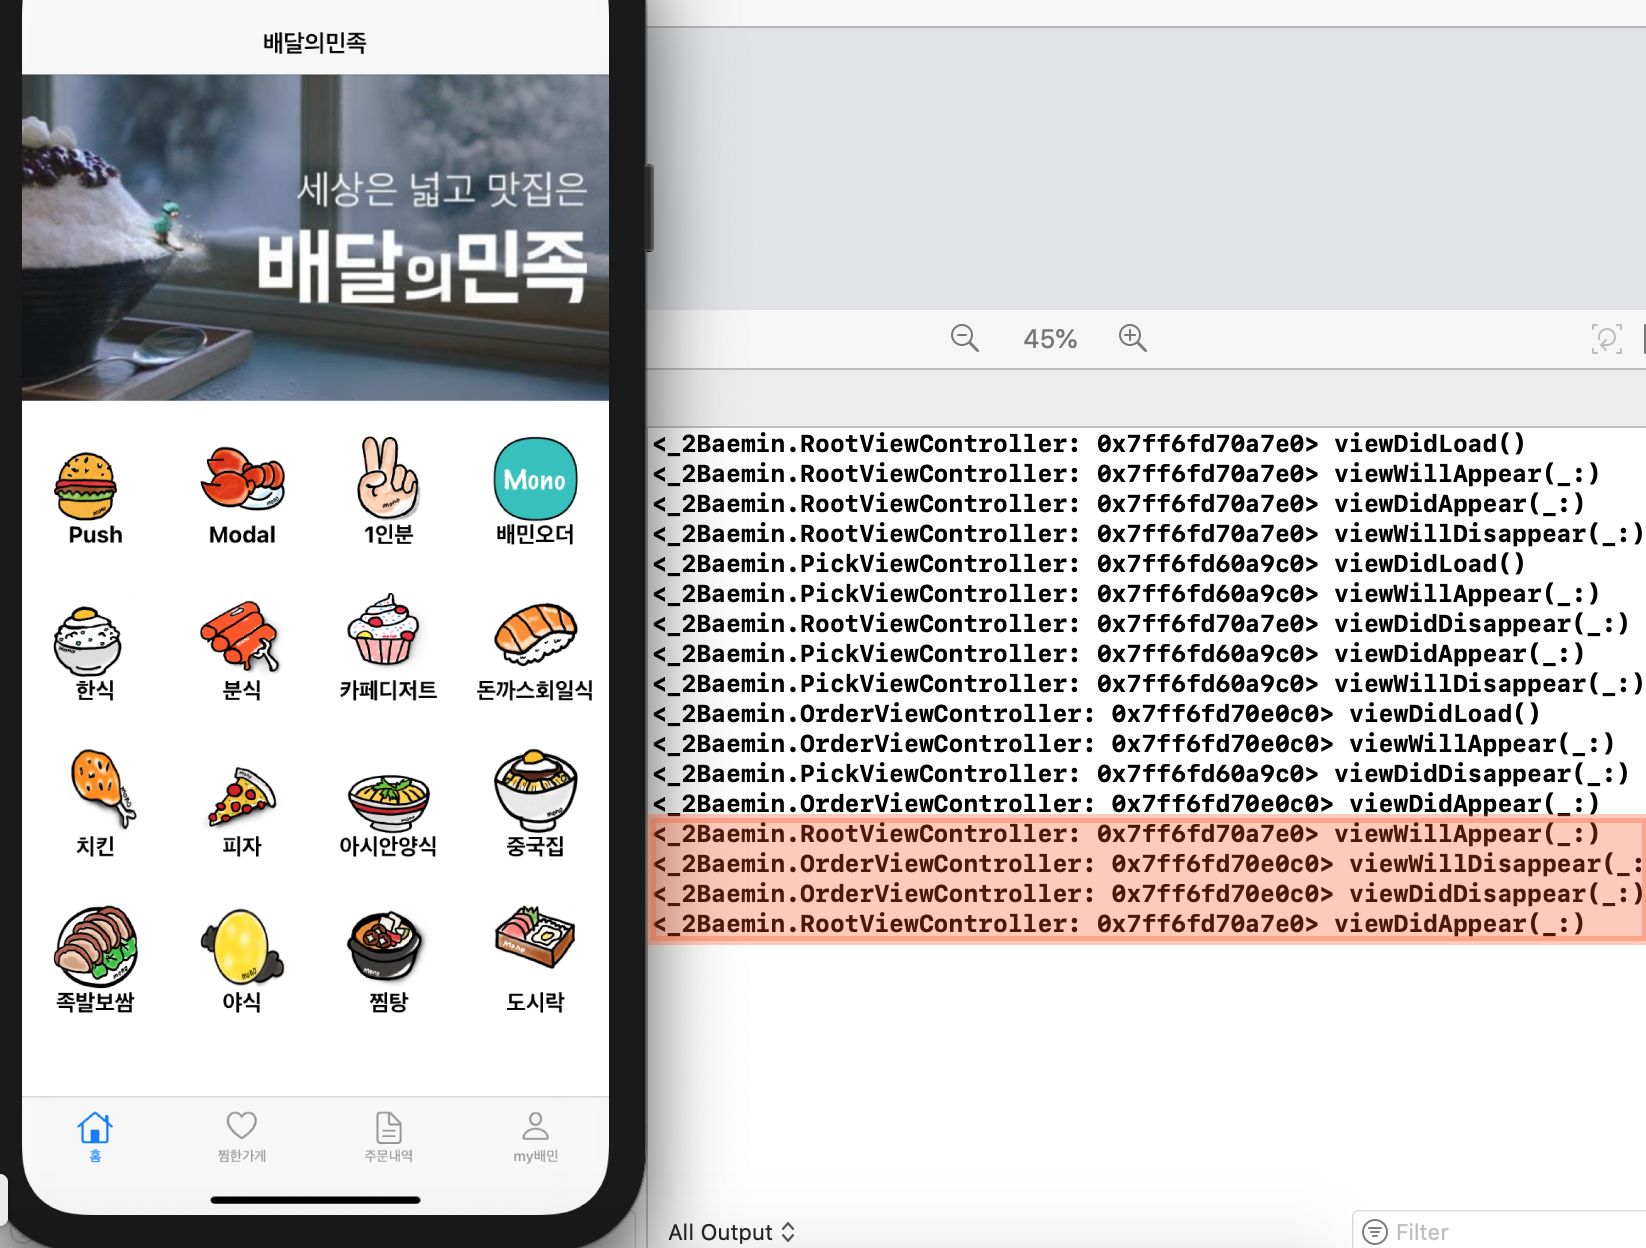 배달의민족
세상은 넓고 맛집은
배달의민족
Mono
Push Modal 1인분 배민오더
한식 분식 카페디저트 돈까스회일식
치킨 피자 아시안양식 중국집
족발보쌈 야식 찜탕 도시락
홈 찜한가게 주문내역 my배민
45%
<_2Baemin.RootViewController: 0x7ff6fd70a7e0> viewDidLoad()
<_2Baemin.RootViewController: 0x7ff6fd70a7e0> viewWillAppear(_:)
<_2Baemin.RootViewController: 0x7ff6fd70a7e0> viewDidAppear(_:)
<_2Baemin.RootViewController: 0x7ff6fd70a7e0> viewWillDisappear(_:)
<_2Baemin.PickViewController: 0x7ff6fd60a9c0> viewDidLoad()
<_2Baemin.PickViewController: 0x7ff6fd60a9c0> viewWillAppear(_:)
<_2Baemin.RootViewController: 0x7ff6fd70a7e0> viewDidDisappear(_:)
<_2Baemin.PickViewController: 0x7ff6fd60a9c0> viewDidAppear(_:)
<_2Baemin.PickViewController: 0x7ff6fd60a9c0> viewWillDisappear(_:)
<_2Baemin.OrderViewController: 0x7ff6fd70e0c0> viewDidLoad()
<_2Baemin.OrderViewController: 0x7ff6fd70e0c0> viewWillAppear(_:)
<_2Baemin.PickViewController: 0x7ff6fd60a9c0> viewDidDisappear(_:)
<_2Baemin.OrderViewController: 0x7ff6fd70e0c0> viewDidAppear(_:)
<_2Baemin.RootViewController: 0x7ff6fd70a7e0> viewWillAppear(_:)
<_2Baemin.OrderViewController: 0x7ff6fd70e0c0> viewWillDisappear(_:
<_2Baemin.OrderViewController: 0x7ff6fd70e0c0> viewDidDisappear(_:)
<_2Baemin.RootViewController: 0x7ff6fd70a7e0> viewDidAppear(_:)
All Output Filter